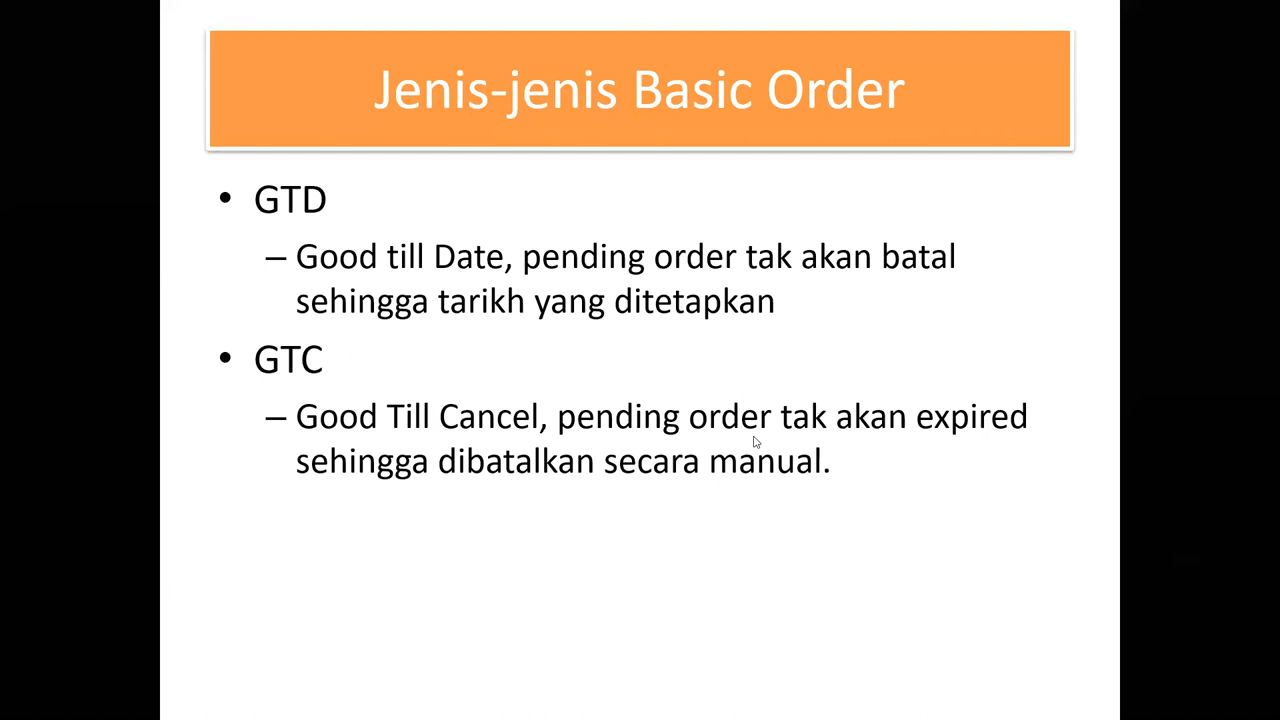 Jenis-jenis Basic Order
• GTD
– Good till Date, pending order tak akan batal
sehingga tarikh yang ditetapkan
• GTC
– Good Till Cancel, pending order tak akan expired
sehingga dibatalkan secara manual.